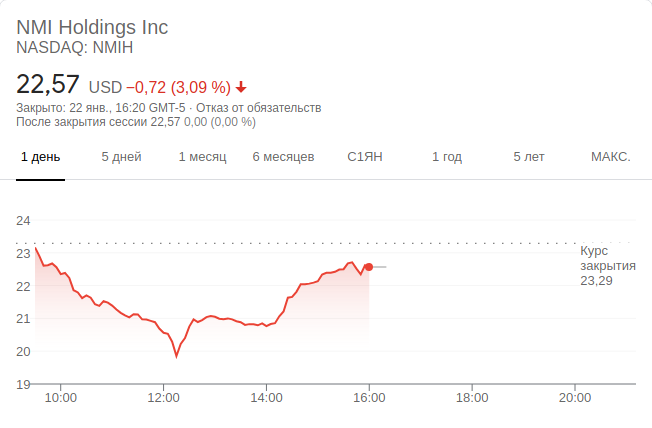 NMI Holdings Inc
NASDAQ: NMIH
22,57 USD −0,72 (3,09 %)
Закрыто: 22 янв., 16:20 GMT-5 · Отказ от обязательств
После закрытия сессии 22,57 0,00 (0,00 %)
1 день 5 дней 1 месяц 6 месяцев С1ЯН 1 год 5 лет МАКС.
24
23
22
21
20
19
Курс
закрытия
23,29
10:00 12:00 14:00 16:00 18:00 20:00